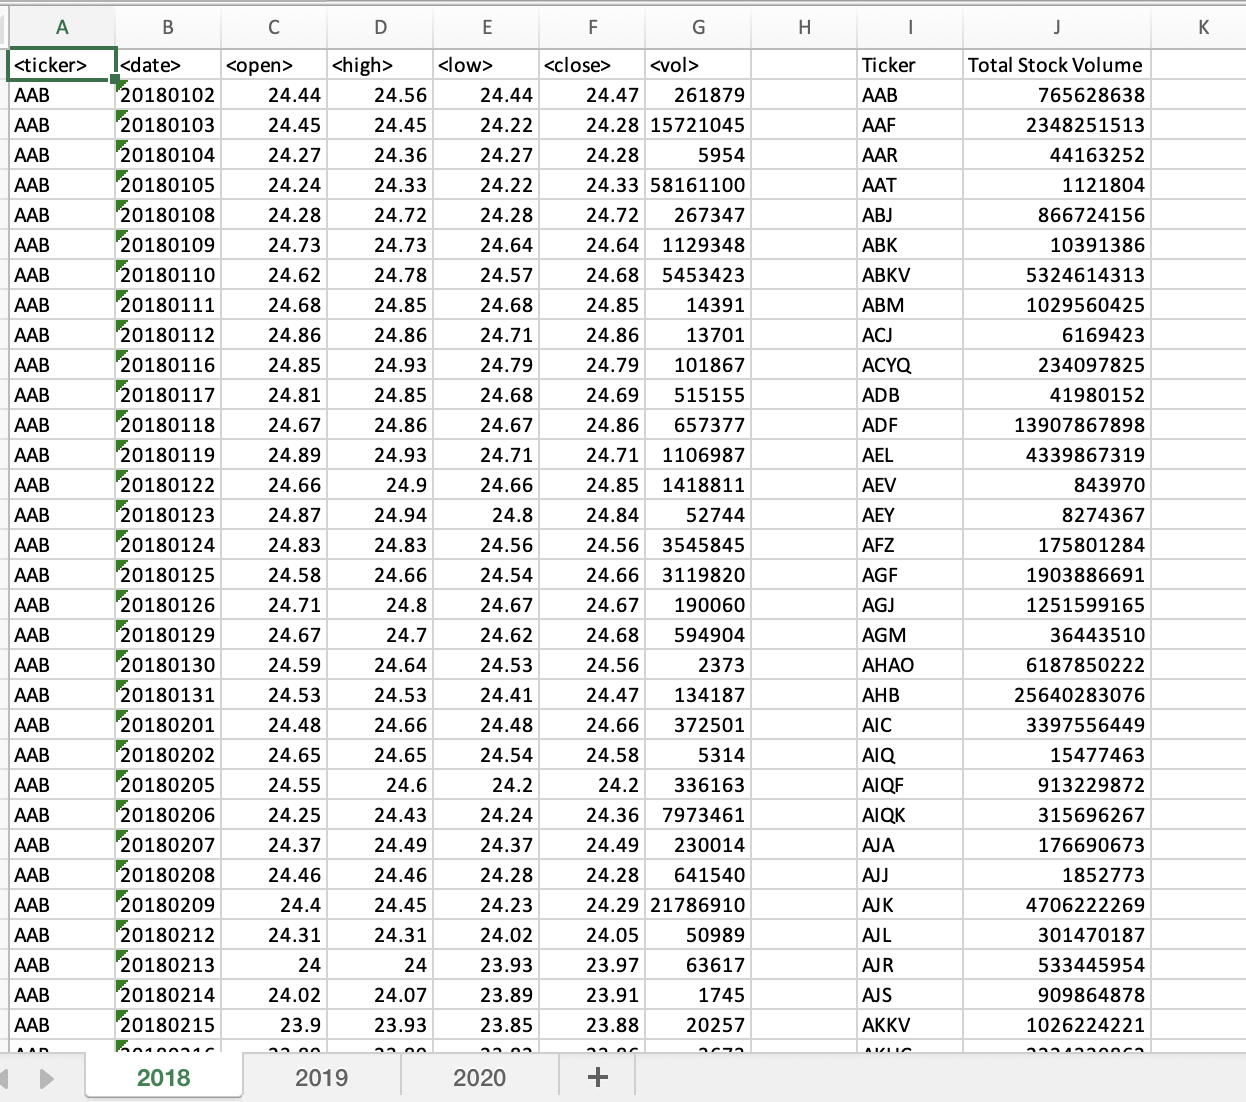 A B C D E F G H I J K
<ticker> <date> <open> <high> <low> <close> <vol> Ticker Total Stock Volume
AAB 20180102 24.44 24.56 24.44 24.47 261879 AAB 765628638
AAB 20180103 24.45 24.45 24.22 24.28 15721045 AAF 2348251513
AAB 20180104 24.27 24.36 24.27 24.28 5954 AAR 44163252
AAB 20180105 24.24 24.33 24.22 24.33 58161100 AAT 1121804
AAB 20180108 24.28 24.72 24.28 24.72 267347 ABJ 866724156
AAB 20180109 24.73 24.73 24.64 24.64 1129348 ABK 10391386
AAB 20180110 24.62 24.78 24.57 24.68 5453423 ABKV 5324614313
AAB 20180111 24.68 24.85 24.68 24.85 14391 ABM 1029560425
AAB 20180112 24.86 24.86 24.71 24.86 13701 ACJ 6169423
AAB 20180116 24.85 24.93 24.79 24.79 101867 ACYQ 234097825
AAB 20180117 24.81 24.85 24.68 24.69 515155 ADB 41980152
AAB 20180118 24.67 24.86 24.67 24.86 657377 ADF 13907867898
AAB 20180119 24.89 24.93 24.71 24.71 1106987 AEL 4339867319
AAB 20180122 24.66 24.9 24.66 24.85 1418811 AEV 843970
AAB 20180123 24.87 24.94 24.8 24.84 52744 AEY 8274367
AAB 20180124 24.83 24.83 24.56 24.56 3545845 AFZ 175801284
AAB 20180125 24.58 24.66 24.54 24.66 3119820 AGF 1903886691
AAB 20180126 24.71 24.8 24.67 24.67 190060 AGJ 1251599165
AAB 20180129 24.67 24.7 24.62 24.68 594904 AGM 36443510
AAB 20180130 24.59 24.64 24.53 24.56 2373 AHAO 6187850222
AAB 20180131 24.53 24.53 24.41 24.47 134187 AHB 25640283076
AAB 20180201 24.48 24.66 24.48 24.66 372501 AIC 3397556449
AAB 20180202 24.65 24.65 24.54 24.58 5314 AIQ 15477463
AAB 20180205 24.55 24.6 24.2 24.2 336163 AIQF 913229872
AAB 20180206 24.25 24.43 24.24 24.36 7973461 AIQK 315696267
AAB 20180207 24.37 24.49 24.37 24.49 230014 AJA 176690673
AAB 20180208 24.46 24.46 24.28 24.28 641540 AJJ 1852773
AAB 20180209 24.4 24.45 24.23 24.29 21786910 AJK 4706222269
AAB 20180212 24.31 24.31 24.02 24.05 50989 AJL 301470187
AAB 20180213 24 24 23.93 23.97 63617 AJR 533445954
AAB 20180214 24.02 24.07 23.89 23.91 1745 AJS 909864878
AAB 20180215 23.9 23.93 23.85 23.88 20257 AKKV 1026224221
2018 2019 2020 +